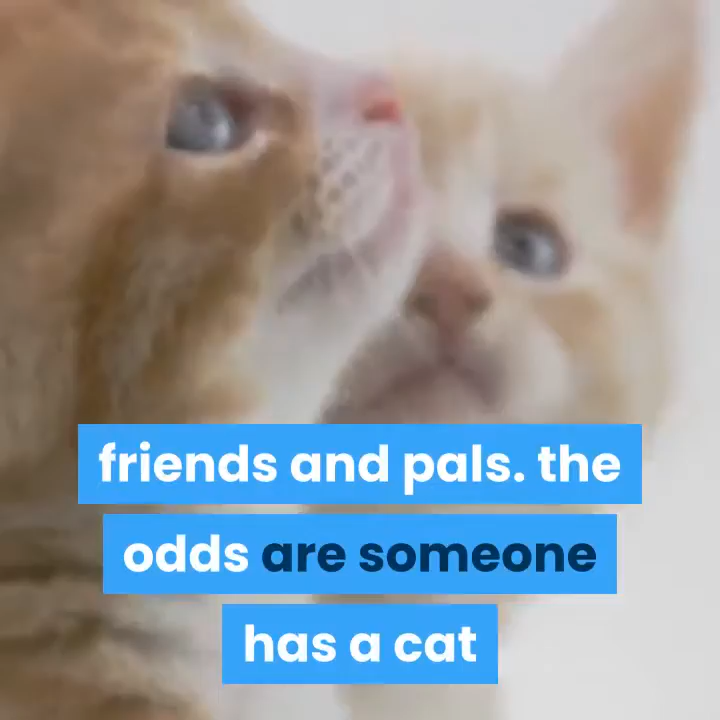 friends and pals. the
odds are someone
has a cat